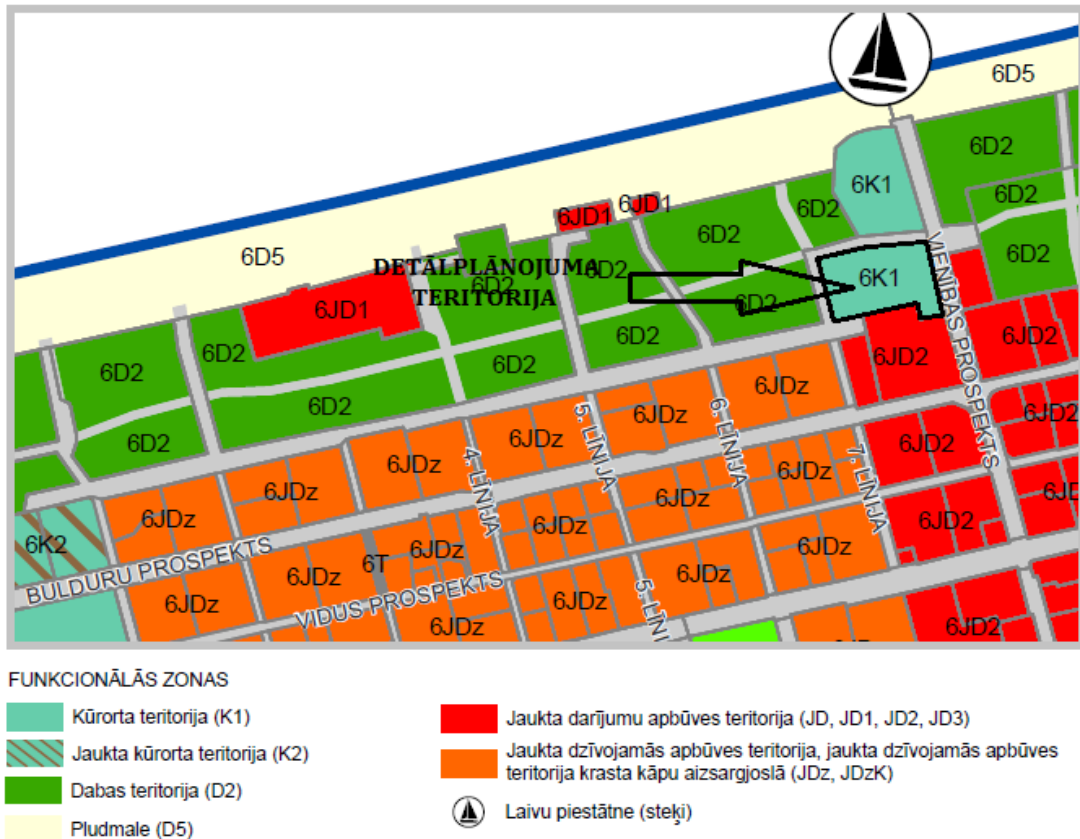 6D5
6D2
6K1
6D2
6JD1
6JD1
6D2
6D2
6D5
DETĀLPLĀNOJUMA
TERITORIJA
6D2
6D2
6D2
6K1
VIENĪBAS PROSPEKTS
6JD1
6D2
6D2
6D2
6D2
6D2
6D2
6D2
6JD2
6JD2
6D2
6JDz
6JDz
6JDz
6JDz
6JD2
5. LĪNIJA
6. LĪNIJA
7. LĪNIJA
4. LĪNIJA
6JDz
6JDz
6JDz
6JDz
6JD2
6JDz
6JDz
6JD2
6K2
6T
6JDz
BULDURU PROSPEKTS
6JDz
6JDz
6JDz
6JDz
VIDUS PROSPEKTS
6JDz
6JDz
6JD2
FUNKCIONĀLĀS ZONAS
Kūrorta teritorija (K1)
Jaukta kūrorta teritorija (K2)
Dabas teritorija (D2)
Pludmale (D5)
Jaukta darījumu apbūves teritorija (JD, JD1, JD2, JD3)
Jaukta dzīvojamās apbūves teritorija, jaukta dzīvojamās apbūves
teritorija krasta kāpu aizsargjoslā (JDz, JDzK)
Laivu piestātne (steķi)